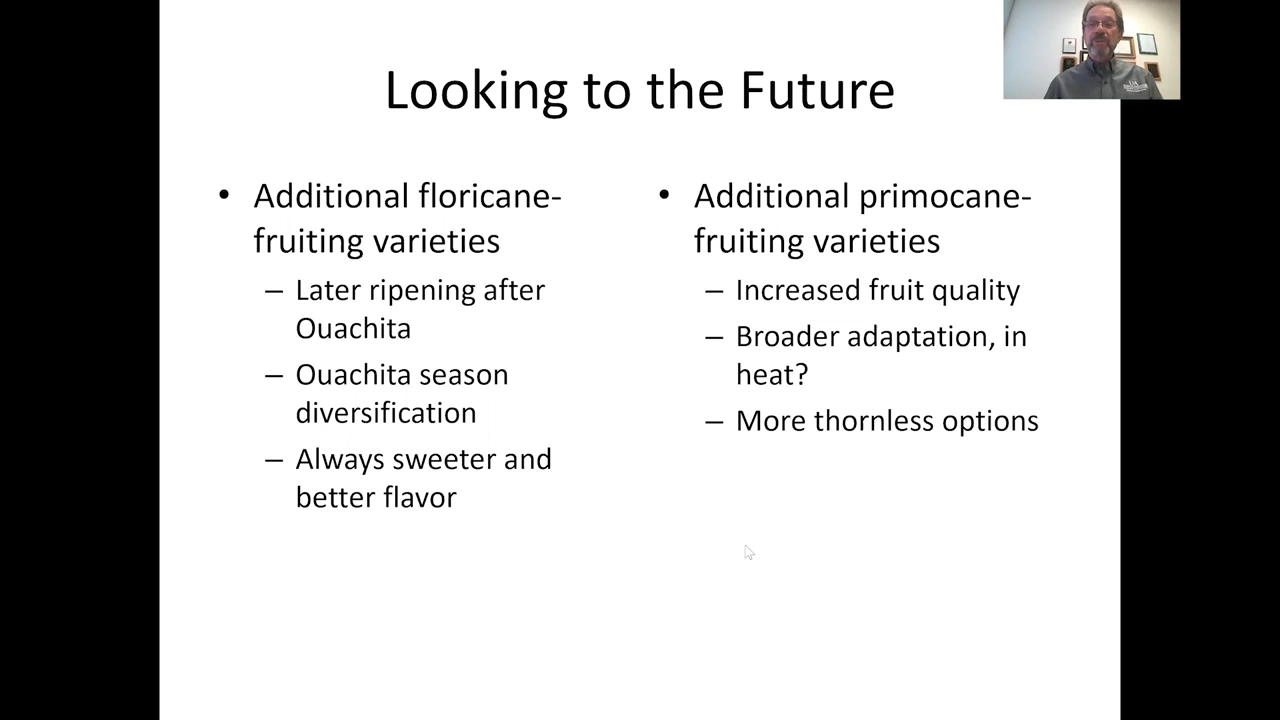 Looking to the Future
• Additional floricane-
fruiting varieties
– Later ripening after
Ouachita
– Ouachita season
diversification
– Always sweeter and
better flavor
• Additional primocane-
fruiting varieties
– Increased fruit quality
– Broader adaptation, in
heat?
– More thornless options